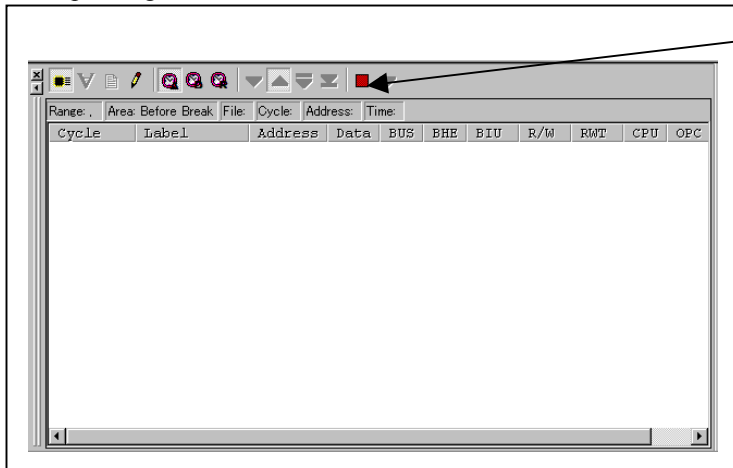 Range: , Area: Before Break File: Cycle: Address: Time:
Cycle Label Address Data BUS BHE BIU R/W RWT CPU OPC